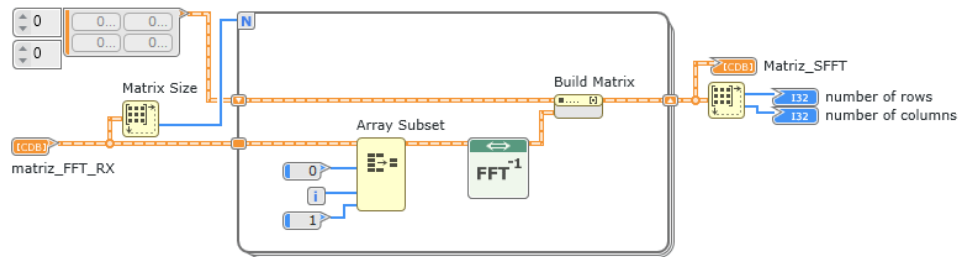 0
0... 0...
0
0... 0...
N
Matrix Size
[CDB]
matriz_FFT_RX
Array Subset
0
i
1
FFT-1
Build Matrix
[CDB] Matriz_SFFT
I32 number of rows
I32 number of columns